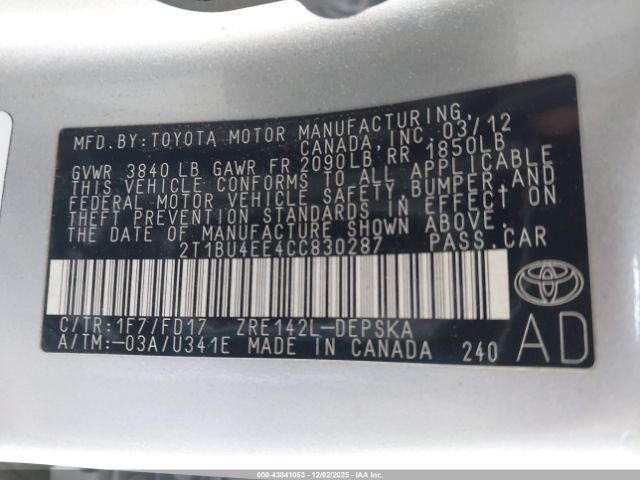 MFD.BY:TOYOTA MOTOR MANUFACTURING,
CANADA,INC. 03/12
GVWR 3840 LB GAWR FR 2090LB RR 1850LB
THIS VEHICLE CONFORMS TO ALL APPLICABLE
FEDERAL MOTOR VEHICLE SAFETY,BUMPER,AND
THEFT PREVENTION STANDARDS IN EFFECT ON
THE DATE OF MANUFACTURE SHOWN ABOVE.
2T1BU4EE4CC830287 PASS.CAR
C/TR:1F7/FD17 ZRE142L-DEPSKA
A/TM:-03A/U341E MADE IN CANADA 240
AD
000-43841053 | 12/02/2025 | IAAI.com